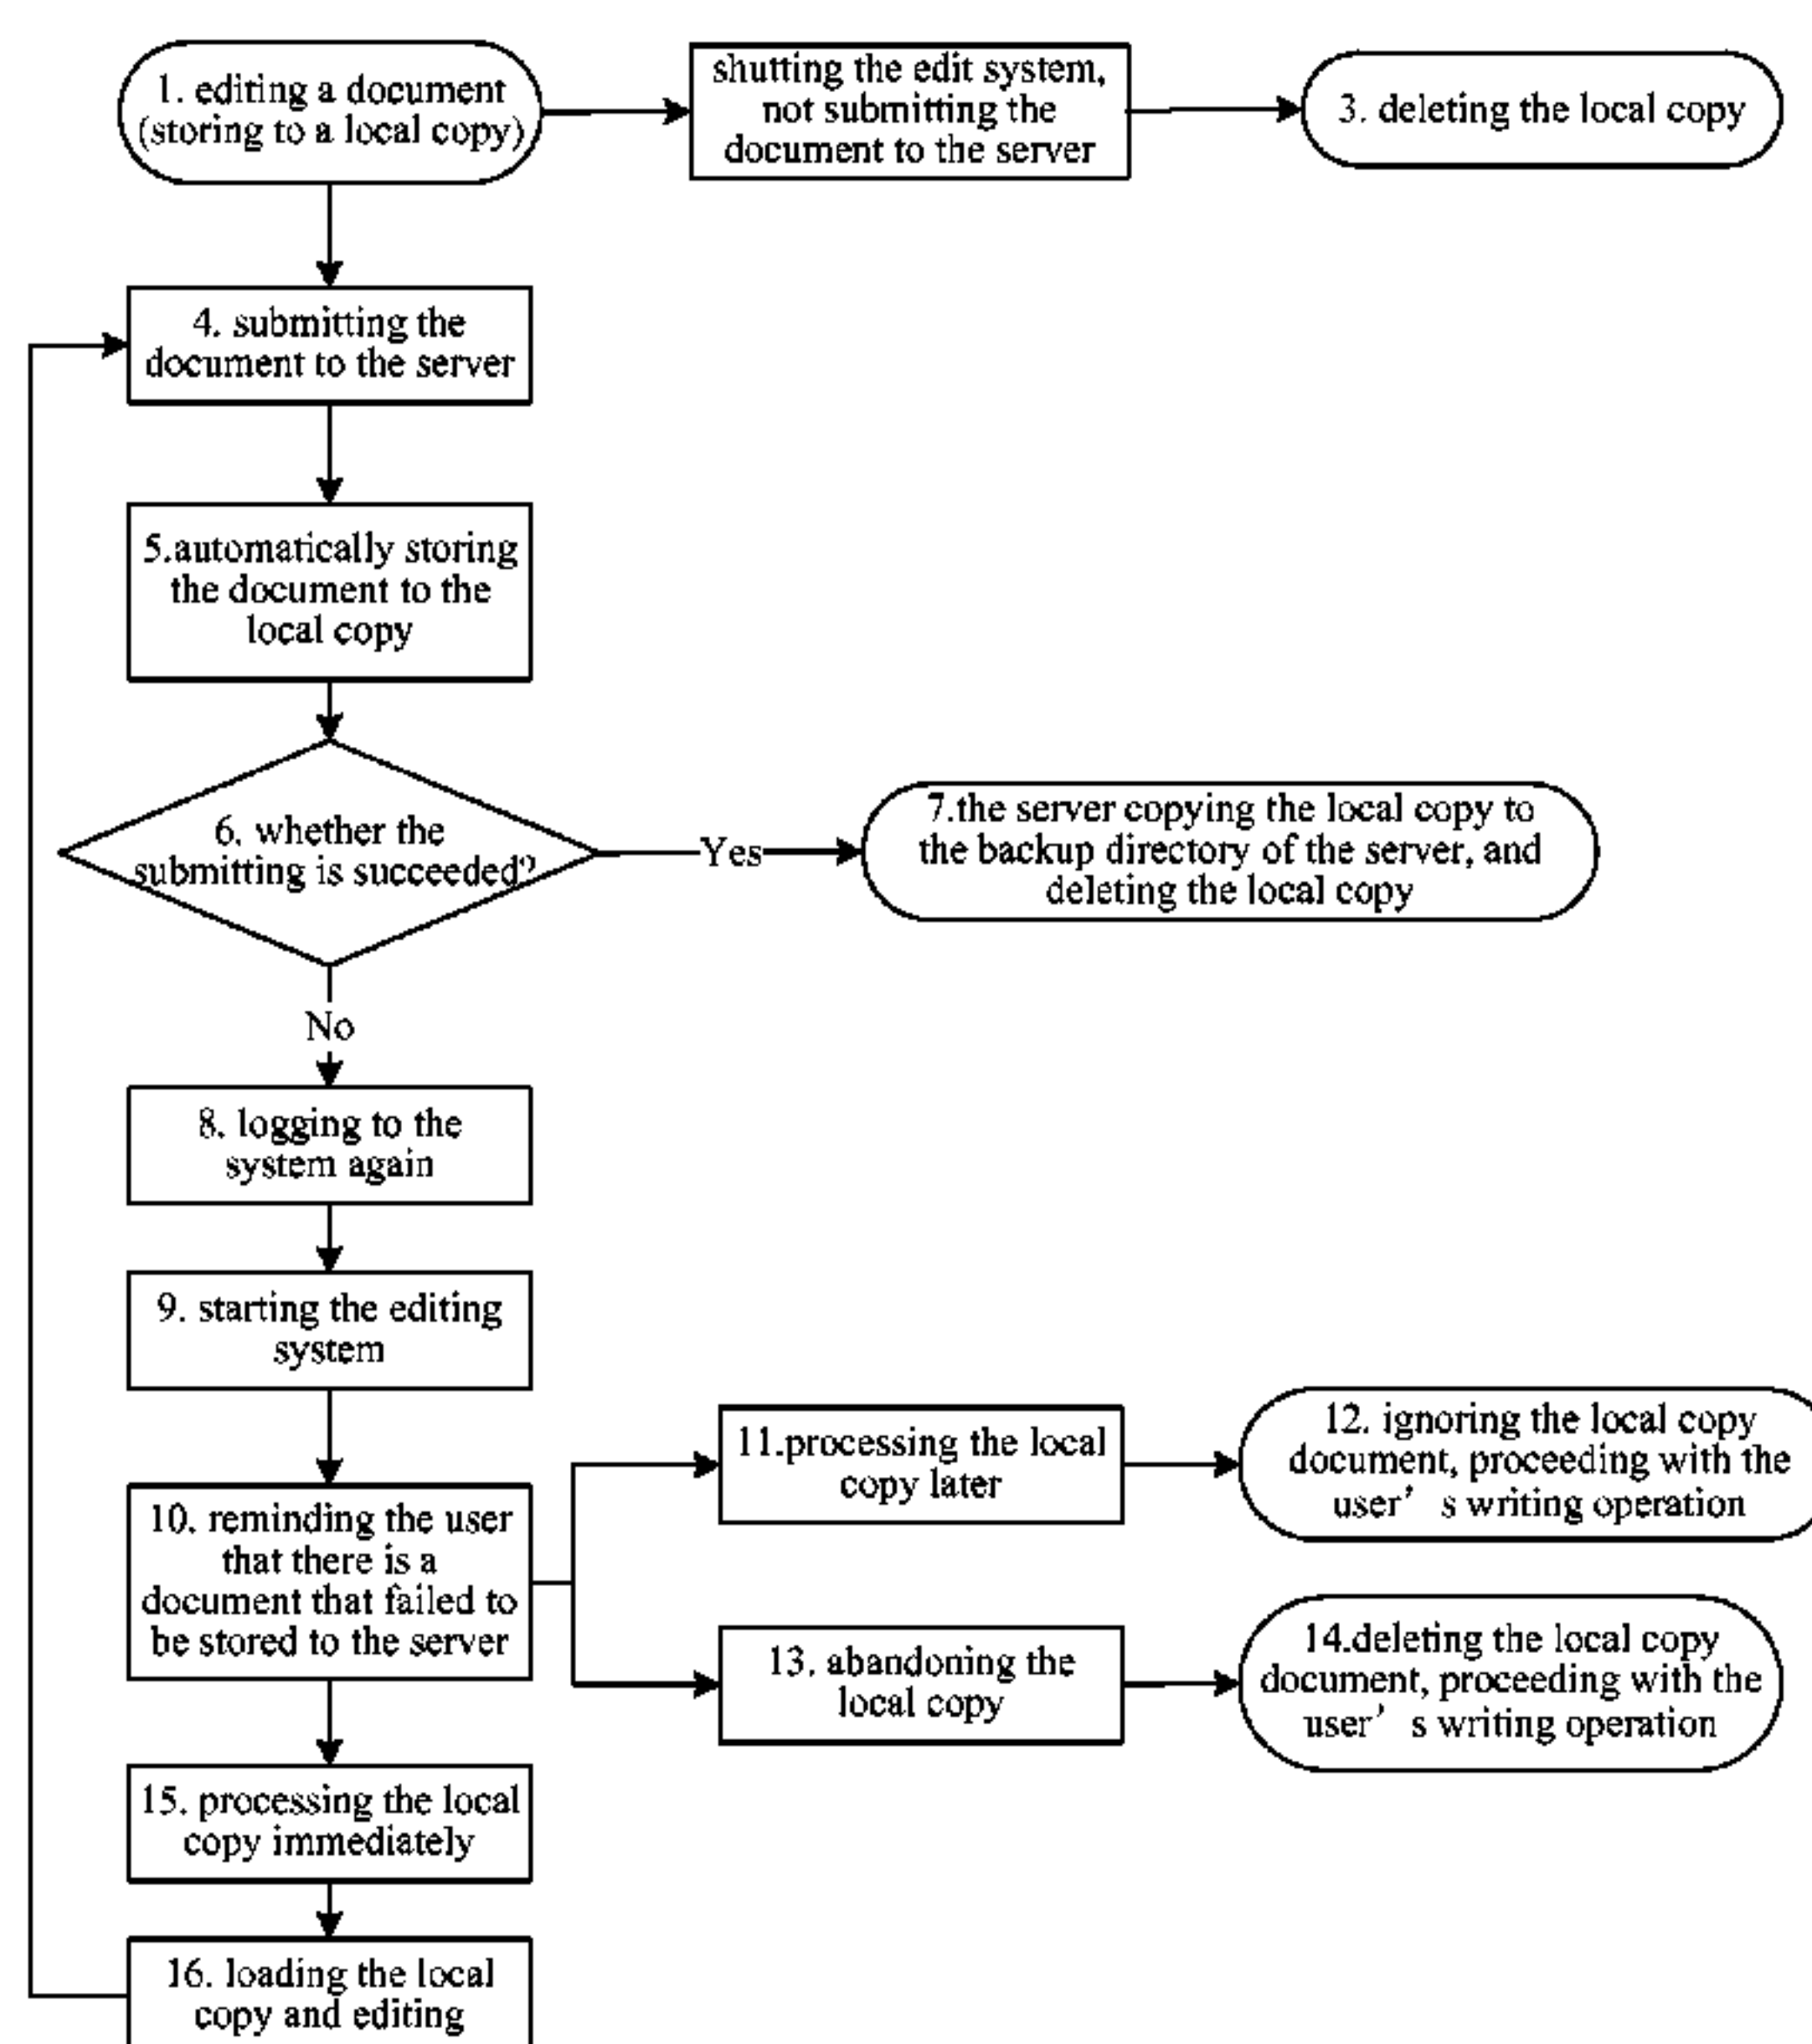 1. editing a document
(storing to a local copy)
shutting the edit system,
not submitting the
document to the server
3. deleting the local copy
4. submitting the
document to the server
5.automatically storing
the document to the
local copy
6. whether the
submitting is succeeded?
Yes
7.the server copying the local copy to
the backup directory of the server, and
deleting the local copy
No
8. logging to the
system again
9. starting the editing
system
10. reminding the user
that there is a
document that failed to
be stored to the server
11.processing the local
copy later
12. ignoring the local copy
document, proceeding with the
user’ s writing operation
13. abandoning the
local copy
14.deleting the local copy
document, proceeding with the
user’ s writing operation
15. processing the local
copy immediately
16. loading the local
copy and editing